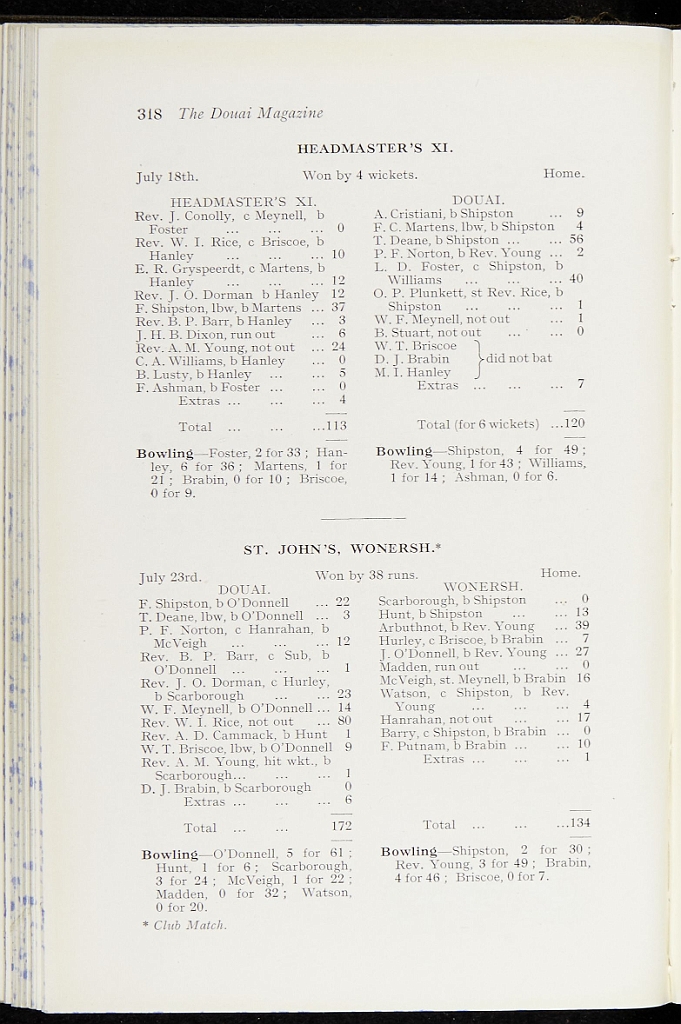 318 The Douai Magazine
HEADMASTER'S XI.
July 18th. Won by 4 wickets. Home.
HEADMASTER'S XI.
Rev. J. Conolly, c Meynell, b
Foster ... ... ... 0
Rev. W. I. Rice, c Briscoe, b
Hanley ... ... ... 10
E. R. Gryspeerdt, c Martens, b
Hanley ... ... ... 12
Rev. J. O. Dorman b Hanley 12
F. Shipston, lbw, b Martens ... 37
Rev. B. P. Barr, b Hanley ... 3
J. H. B. Dixon, run out ... 6
Rev. A. M. Young, not out ... 24
C. A. Williams, b Hanley ... 0
B. Lusty, b Hanley ... ... 5
F. Ashman, b Foster ... ... 0
Extras ... ... ... 4
Total ... ... ...113
Bowling—Foster, 2 for 33 ; Han-
ley, 6 for 36 ; Martens, 1 for
21 ; Brabin, 0 for 10 ; Briscoe,
0 for 9.
DOUAI.
A. Cristiani, b Shipston ... 9
F. C. Martens, lbw, b Shipston 4
T. Deane, b Shipston ... ... 56
P. F. Norton, b Rev. Young ... 2
L. D. Foster, c Shipston, b
Williams ... ... ... 40
O. P. Plunkett, st Rev. Rice, b
Shipston ... ... ... 1
W. F. Meynell, not out ... 1
B. Stuart, not out ... ... 0
W. T. Briscoe
D. J. Brabin } did not bat
M. I. Hanley
Extras ... ... ... 7
Total (for 6 wickets) ...120
Bowling—Shipston, 4 for 49 ;
Rev. Young, 1 for 43 ; Williams,
1 for 14 ; Ashman, 0 for 6.
ST. JOHN'S, WONERSH.*
July 23rd. Won by 38 runs. Home.
DOUAI.
F. Shipston, b O'Donnell ... 22
T. Deane, lbw, b O'Donnell ... 3
P. F. Norton, c Hanrahan, b
McVeigh ... ... ... 12
Rev. B. P. Barr, c Sub, b
O'Donnell ... ... ... 1
Rev. J. O. Dorman, c Hurley,
b Scarborough ... ... 23
W. F. Meynell, b O'Donnell ... 14
Rev. W. I. Rice, not out ... 80
Rev. A. D. Cammack, b Hunt 1
W. T. Briscoe, lbw, b O'Donnell 9
Rev. A. M. Young, hit wkt., b
Scarborough... ... ... 1
D. J. Brabin, b Scarborough 0
Extras ... ... ... 6
Total ... ... 172
Bowling—O'Donnell, 5 for 61 ;
Hunt, 1 for 6 ; Scarborough,
3 for 24 ; McVeigh, 1 for 22 ;
Madden, 0 for 32 ; Watson,
0 for 20.
WONERSH.
Scarborough, b Shipston ... 0
Hunt, b Shipston ... ... 13
Arbuthnot, b Rev. Young ... 39
Hurley, c Briscoe, b Brabin ... 7
J. O'Donnell, b Rev. Young ... 27
Madden, run out ... ... 0
McVeigh, st. Meynell, b Brabin 16
Watson, c Shipston, b Rev.
Young ... ... ... 4
Hanrahan, not out ... ... 17
Barry, c Shipston, b Brabin ... 0
F. Putnam, b Brabin ... ... 10
Extras ... ... ... 1
Total ... ... ...134
Bowling—Shipston, 2 for 30 ;
Rev. Young, 3 for 49 ; Brabin,
4 for 46 ; Briscoe, 0 for 7.
* Club Match.